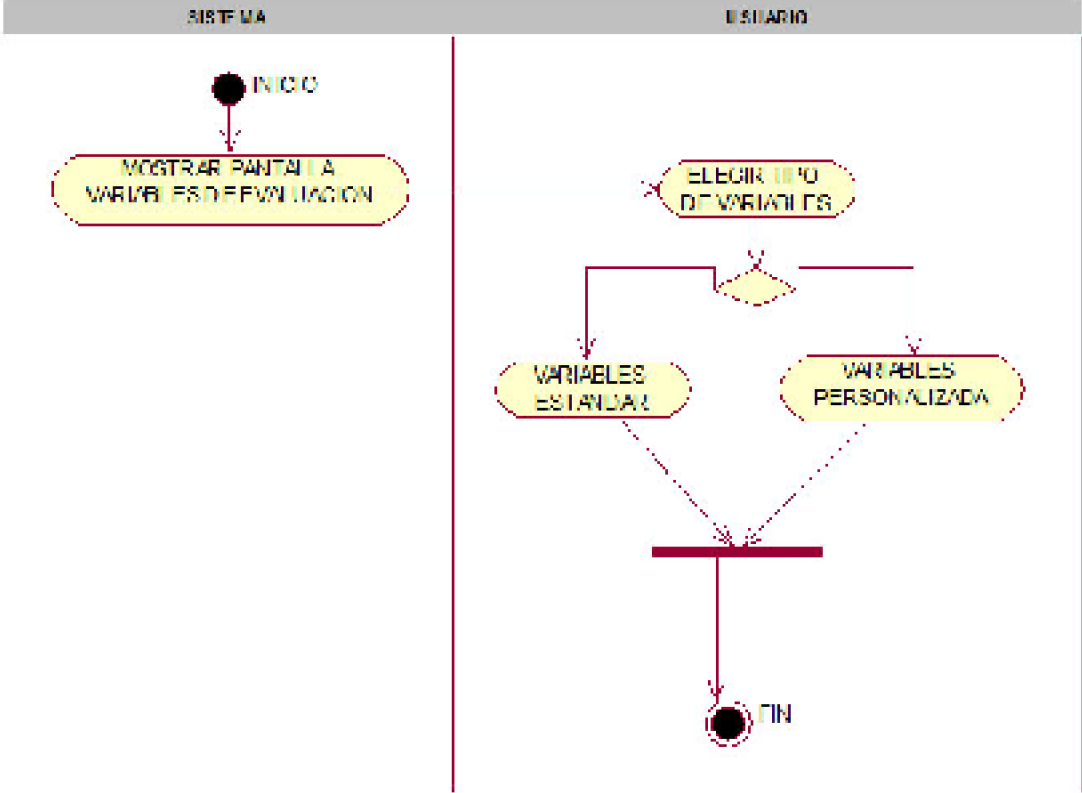 SISTEMA
USUARIO
INICIO
MOSTRAR PANTALLA
VARIABLES DE EVALUACION
ELEGIR TIPO
DE VARIABLES
VARIABLES
ESTANDAR
VARIABLES
PERSONALIZADA
FIN